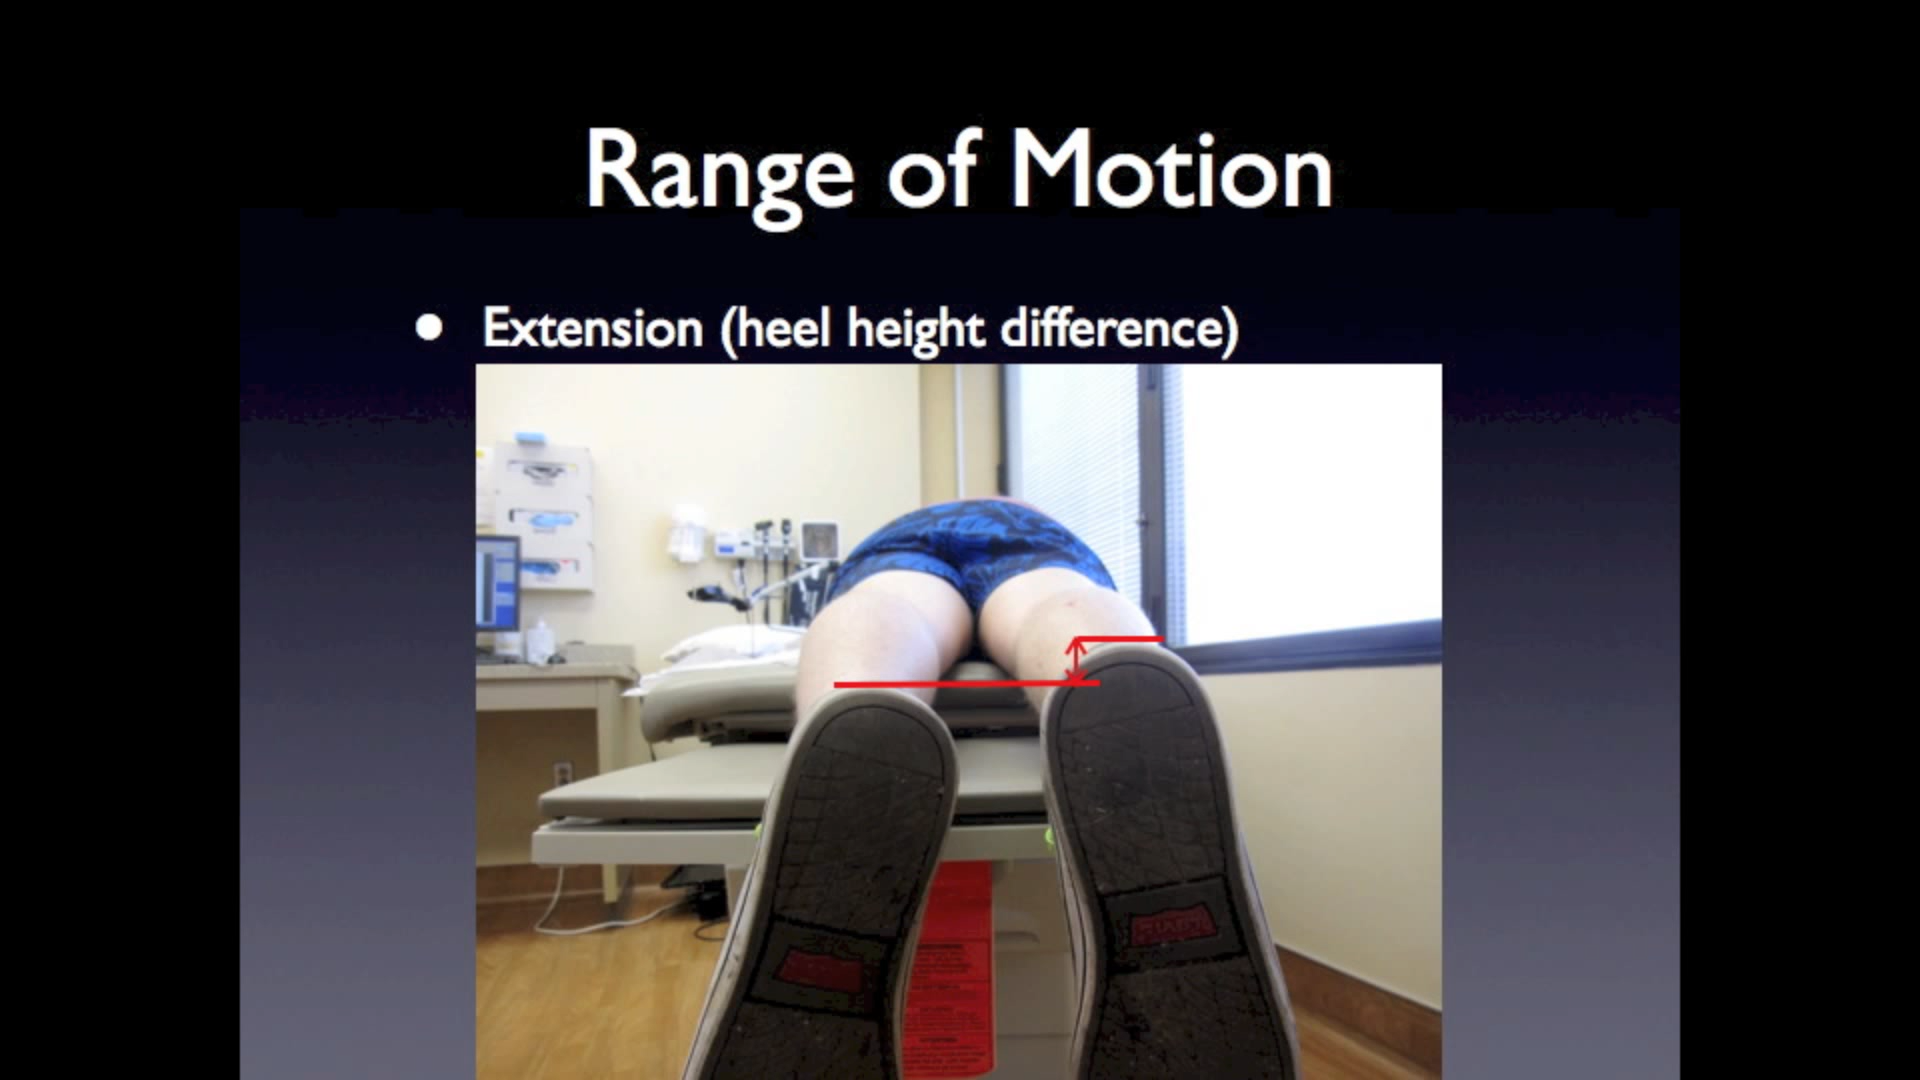 Range of Motion
• Extension (heel height difference)